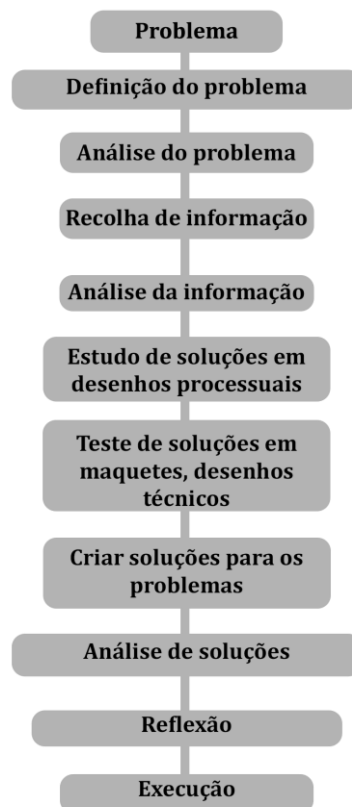 Problema
Definição do problema
Análise do problema
Recolha de informação
Análise da informação
Estudo de soluções em
desenhos processuais
Teste de soluções em
maquetes, desenhos
técnicos
Criar soluções para os
problemas
Análise de soluções
Reflexão
Execução